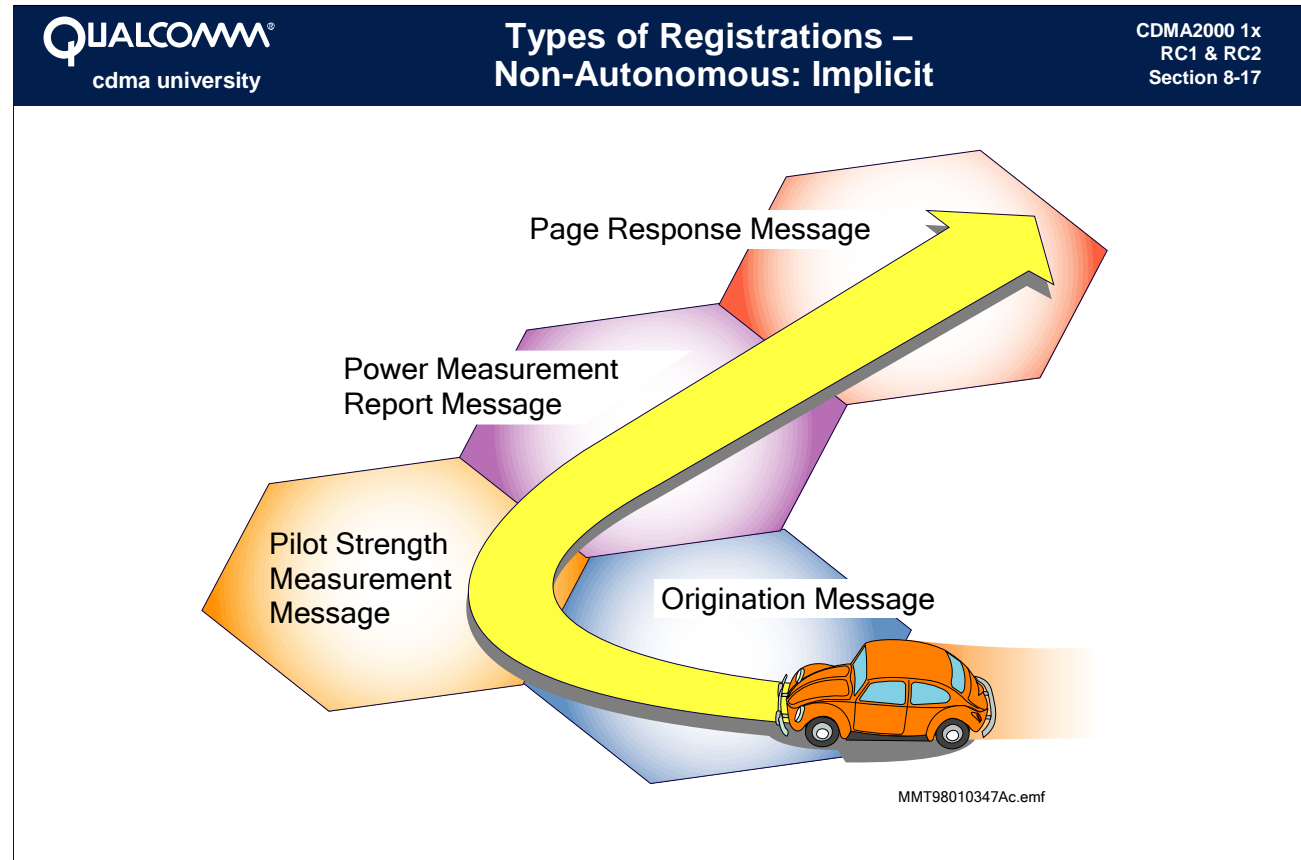 QUALCOMM®
cdma university
Types of Registrations –
Non-Autonomous: Implicit
CDMA2000 1x
RC1 & RC2
Section 8-17
Page Response Message
Power Measurement
Report Message
Pilot Strength
Measurement
Message
Origination Message
MMT98010347Ac.emf